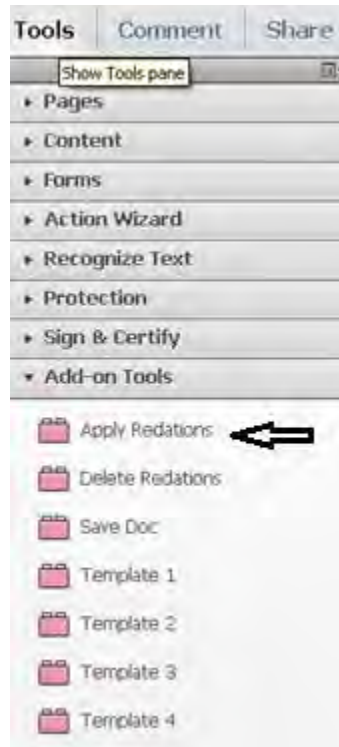 Tools Comment Share
Show Tools pane
Pages
Content
Forms
Action Wizard
Recognize Text
Protection
Sign & Certify
Add-on Tools
Apply Redations
Delete Redations
Save Doc
Template 1
Template 2
Template 3
Template 4